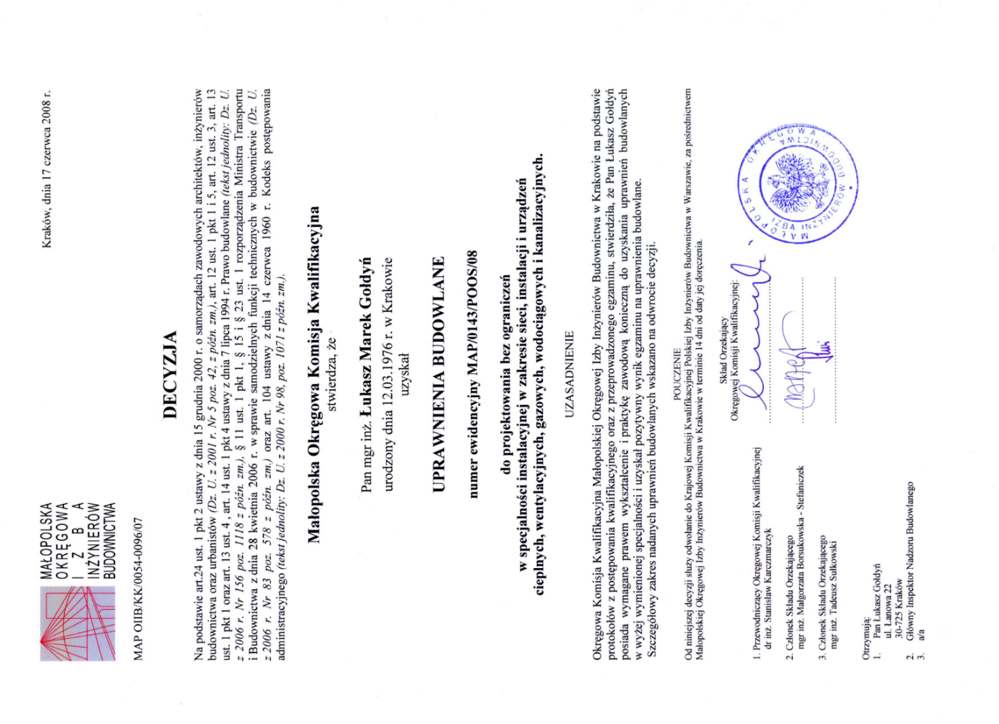 MAŁOPOLSKA
OKRĘGOWA
IZBA
INŻYNIERÓW
BUDOWNICTWA
Kraków, dnia 17 czerwca 2008 r.
MAP OIIB/KK/0054-0096/07
DECYZJA
Na podstawie art.24 ust. 1 pkt 2 ustawy z dnia 15 grudnia 2000 r. o samorządach zawodowych architektów, inżynierów
budownictwa oraz urbanistów (Dz. U. z 2001 r. Nr 5 poz. 42, z późn. zm.), art. 12 ust. 1 pkt 1 i 5, art. 12 ust. 3, art. 13
ust. 1 pkt 1 oraz art. 13 ust. 4 , art. 14 ust. 1 pkt 4 ustawy z dnia 7 lipca 1994 r. Prawo budowlane (tekst jednolity: Dz. U.
z 2006 r. Nr 156 poz. 1118 z późn. zm.), § 11 ust. 1 pkt 1, § 15 i § 23 ust. 1 rozporządzenia Ministra Transportu
i Budownictwa z dnia 28 kwietnia 2006 r. w sprawie samodzielnych funkcji technicznych w budownictwie (Dz. U.
z 2006 r. Nr 83 poz. 578 z późn. zm.) oraz art. 104 ustawy z dnia 14 czerwca 1960 r. Kodeks postępowania
administracyjnego (tekst jednolity: Dz. U. z 2000 r. Nr 98, poz. 1071 z późn. zm.).
Małopolska Okręgowa Komisja Kwalifikacyjna
stwierdza, że
Pan mgr inż. Łukasz Marek Gołdyń
urodzony dnia 12.03.1976 r. w Krakowie
uzyskał
UPRAWNIENIA BUDOWLANE
numer ewidencyjny MAP/0143/POOS/08
do projektowania bez ograniczeń
w specjalności instalacyjnej w zakresie sieci, instalacji i urządzeń
cieplnych, wentylacyjnych, gazowych, wodociągowych i kanalizacyjnych.
UZASADNIENIE
Okręgowa Komisja Kwalifikacyjna Małopolskiej Okręgowej Izby Inżynierów Budownictwa w Krakowie na podstawie
protokołów z postępowania kwalifikacyjnego oraz z przeprowadzonego egzaminu, stwierdziła, że Pan Łukasz Gołdyń
posiada wymagane prawem wykształcenie i praktykę zawodową konieczną do uzyskania uprawnień budowlanych
w wyżej wymienionej specjalności i uzyskał pozytywny wynik egzaminu na uprawnienia budowlane.
Szczegółowy zakres nadanych uprawnień budowlanych wskazano na odwrocie decyzji.
POUCZENIE
Od niniejszej decyzji służy odwołanie do Krajowej Komisji Kwalifikacyjnej Polskiej Izby Inżynierów Budownictwa w Warszawie, za pośrednictwem
Małopolskiej Okręgowej Izby Inżynierów Budownictwa w Krakowie w terminie 14 dni od daty jej doręczenia.
Skład Orzekający
Okręgowej Komisji Kwalifikacyjnej:
1. Przewodniczący Okręgowej Komisji Kwalifikacyjnej
dr inż. Stanisław Karczmarczyk
2. Członek Składu Orzekającego
mgr inż. Małgorzata Borsukowska - Stefaniczek
3. Członek Składu Orzekającego
mgr inż. Tadeusz Sułkowski
MAŁOPOLSKA OKRĘGOWA
IZBA INŻYNIERÓW BUDOWNICTWA
Otrzymują:
1. Pan Łukasz Gołdyń
ul. Łanowa 22
30-725 Kraków
2. Główny Inspektor Nadzoru Budowlanego
3. a/a